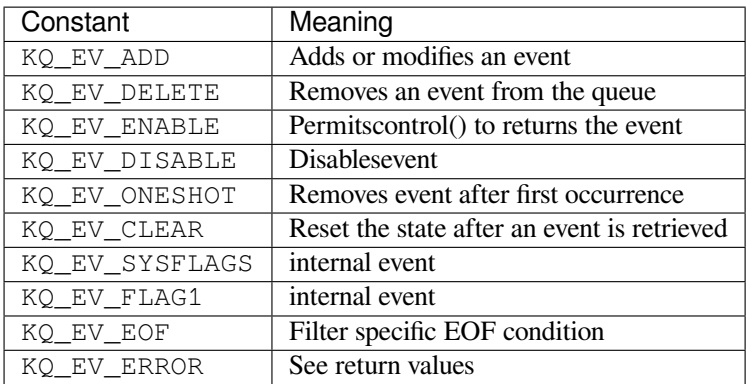 Constant Meaning
KQ_EV_ADD Adds or modifies an event
KQ_EV_DELETE Removes an event from the queue
KQ_EV_ENABLE Permitscontrol() to returns the event
KQ_EV_DISABLE Disablesevent
KQ_EV_ONESHOT Removes event after first occurrence
KQ_EV_CLEAR Reset the state after an event is retrieved
KQ_EV_SYSFLAGS internal event
KQ_EV_FLAG1 internal event
KQ_EV_EOF Filter specific EOF condition
KQ_EV_ERROR See return values